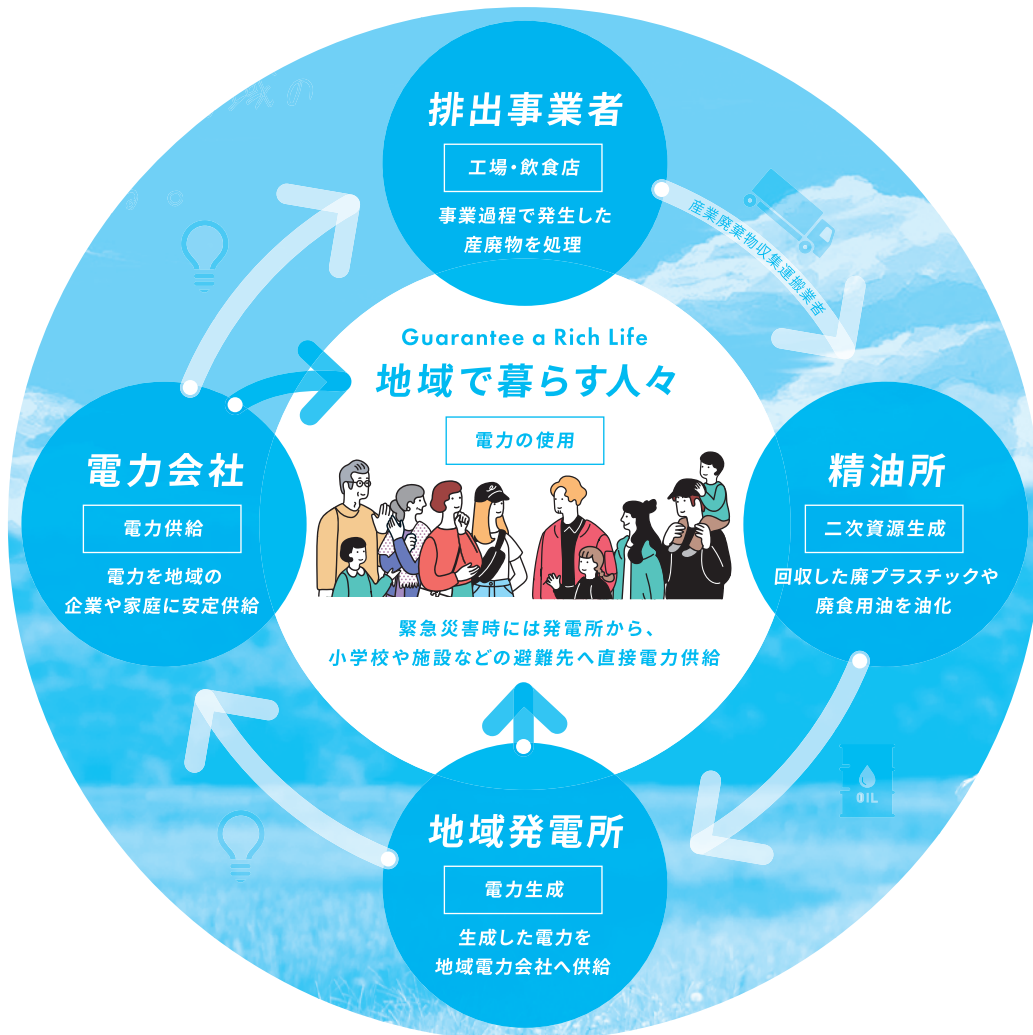 排出事業者
工場・飲食店
事業過程で発生した
産廃物を処理
産業廃棄物収集運搬業者
Guarantee a Rich Life
地域で暮らす人々
電力の使用
電力会社
電力供給
電力を地域の
企業や家庭に安定供給
精油所
二次資源生成
回収した廃プラスチックや
廃食用油を油化
緊急災害時には発電所から、
小学校や施設などの避難先へ直接電力供給
OIL
地域発電所
電力生成
生成した電力を
地域電力会社へ供給